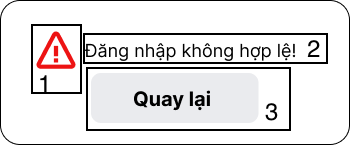 1
Đăng nhập không hợp lệ! 2
Quay lại
3